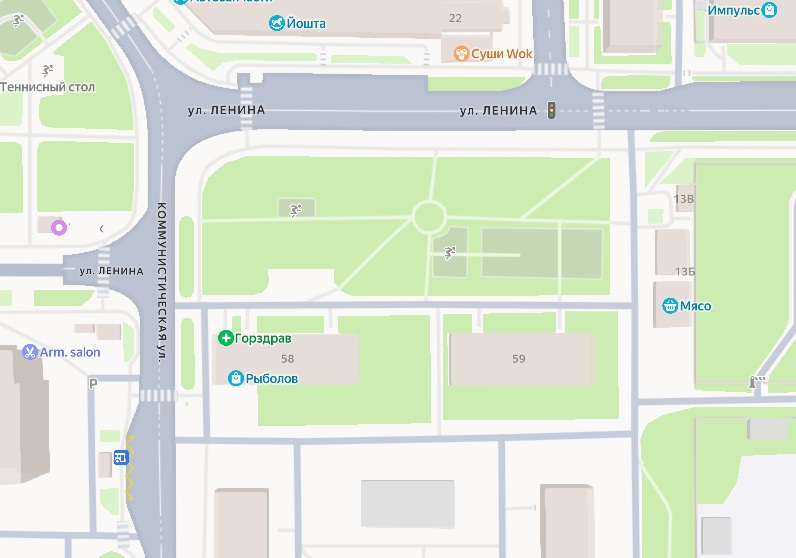 22
Йошта
Импульс
Суши Wok
Теннисный стол
ул. ЛЕНИНА
ул. ЛЕНИНА
КОММУНИСТИЧЕСКАЯ ул.
13В
ул. ЛЕНИНА
13Б
Мясо
Горздрав
Arm. salon
58
59
Рыболов
P